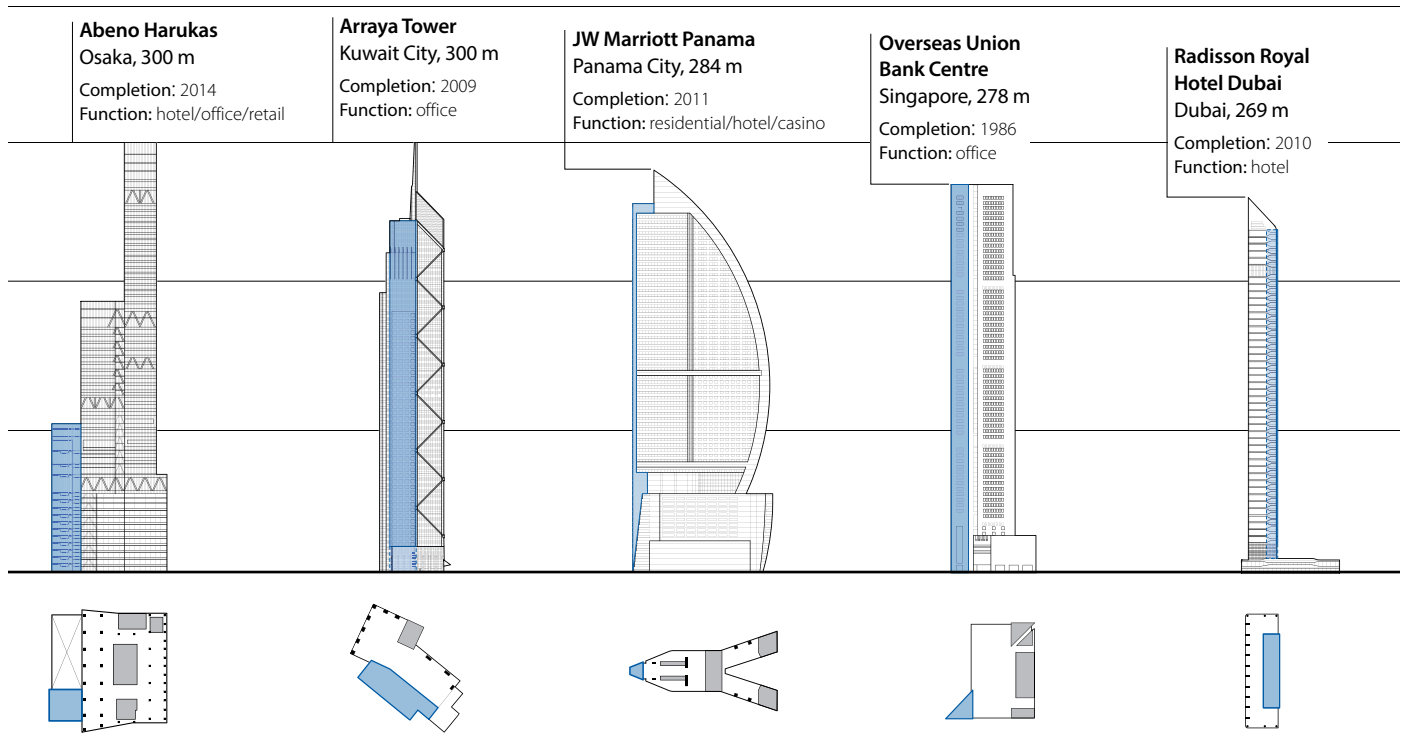 Abeno Harukas
Osaka, 300 m
Completion: 2014
Function: hotel/office/retail
Arraya Tower
Kuwait City, 300 m
Completion: 2009
Function: office
JW Marriott Panama
Panama City, 284 m
Completion: 2011
Function: residential/hotel/casino
Overseas Union
Bank Centre
Singapore, 278 m
Completion: 1986
Function: office
Radisson Royal
Hotel Dubai
Dubai, 269 m
Completion: 2010
Function: hotel